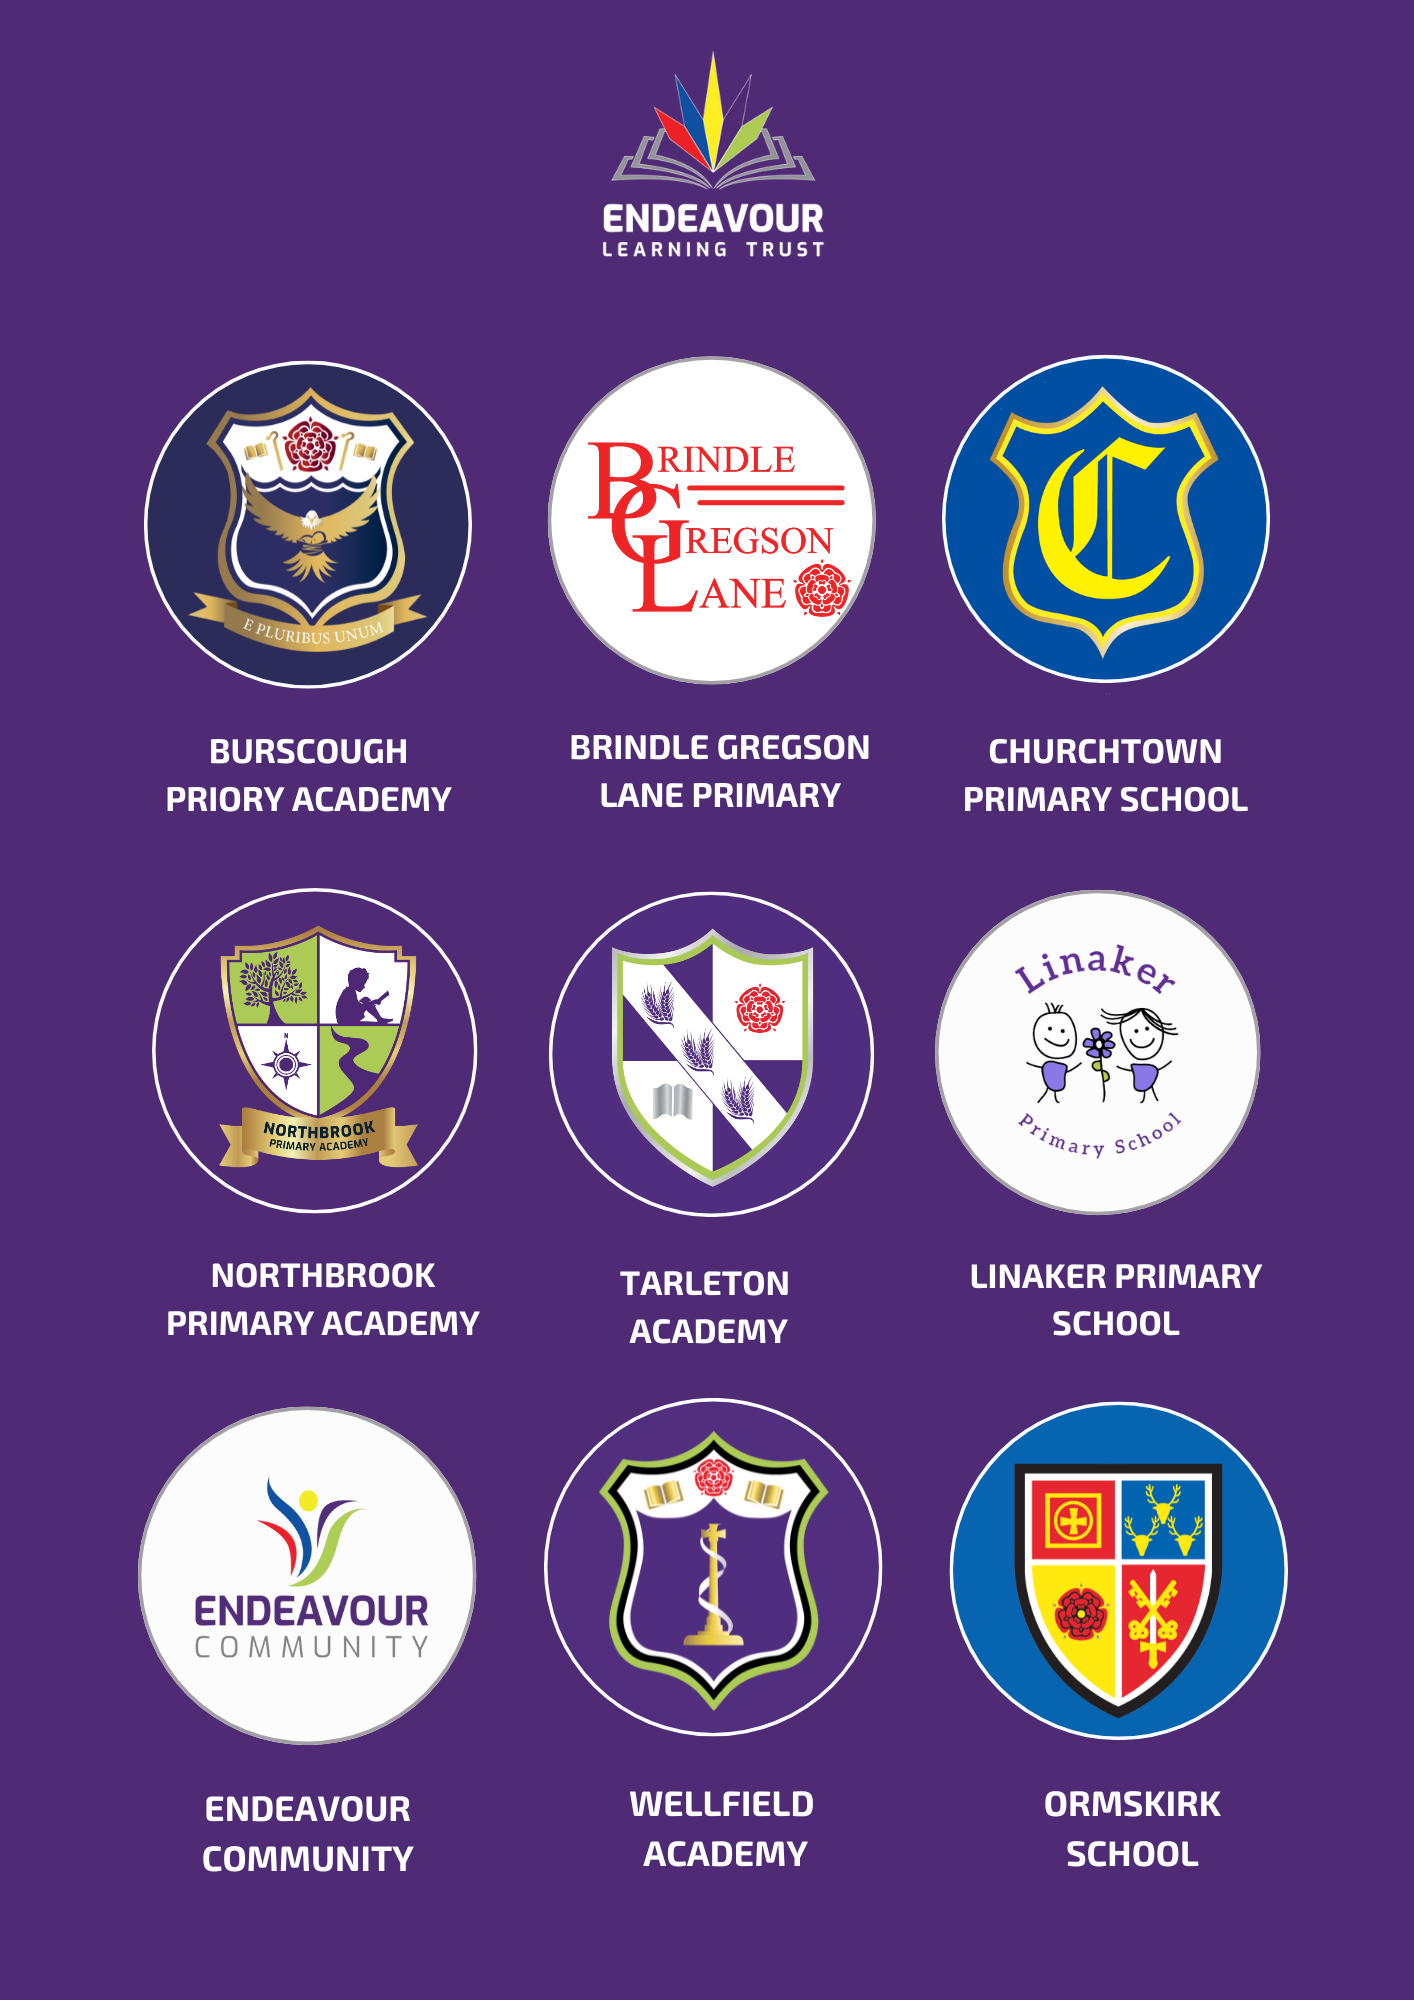 ENDEAVOUR
LEARNING TRUST
E PLURIBUS UNUM
BRINDLE
GREGSON
LANE
C
BURSCOUGH
PRIORY ACADEMY
BRINDLE GREGSON
LANE PRIMARY
CHURCHTOWN
PRIMARY SCHOOL
N
NORTHBROOK
PRIMARY ACADEMY
Linaker
Primary School
NORTHBROOK
PRIMARY ACADEMY
TARLETON
ACADEMY
LINAKER PRIMARY
SCHOOL
ENDEAVOUR
COMMUNITY
ENDEAVOUR
COMMUNITY
WELLFIELD
ACADEMY
ORMSKIRK
SCHOOL